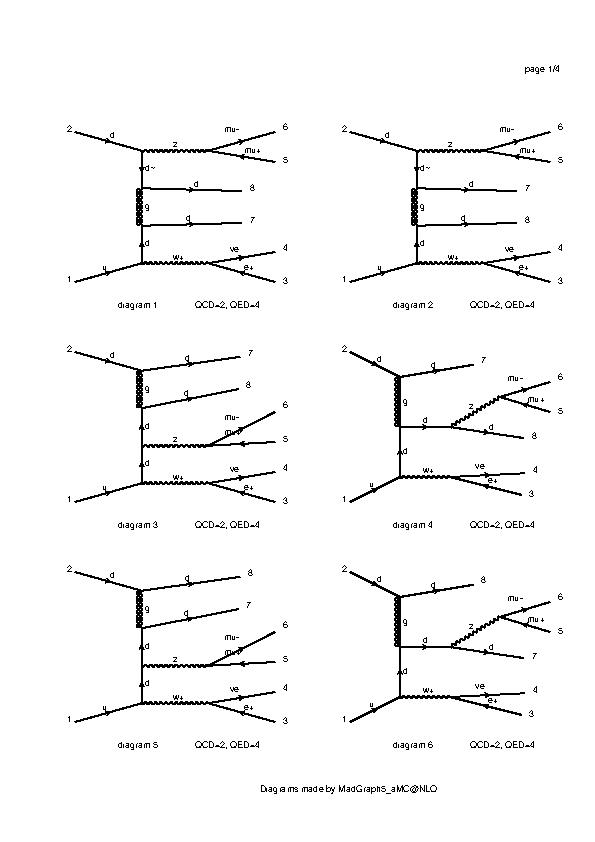 page 1/4
2 d z mu- 6
mu+ 5
d~
d 8
g
d 7
d
w+ ve 4
1 u e+ 3
diagram 1 QCD=2, QED=4
2 d z mu- 6
mu+ 5
d~
d 7
g
d 8
d
w+ ve 4
1 u e+ 3
diagram 2 QCD=2, QED=4
2 d d 7
g
d 8
d mu- 6
z mu+ 5
d
w+ ve 4
1 u e+ 3
diagram 3 QCD=2, QED=4
2 d d 7
g mu- 6
z mu+ 5
d d 8
d
w+ ve 4
1 u e+ 3
diagram 4 QCD=2, QED=4
2 d d 8
g
d 7
d mu- 6
z mu+ 5
d
w+ ve 4
1 u e+ 3
diagram 5 QCD=2, QED=4
2 d d 8
g mu- 6
z mu+ 5
d d 7
d
w+ ve 4
1 u e+ 3
diagram 6 QCD=2, QED=4
Diagrams made by MadGraph5_aMC@NLO